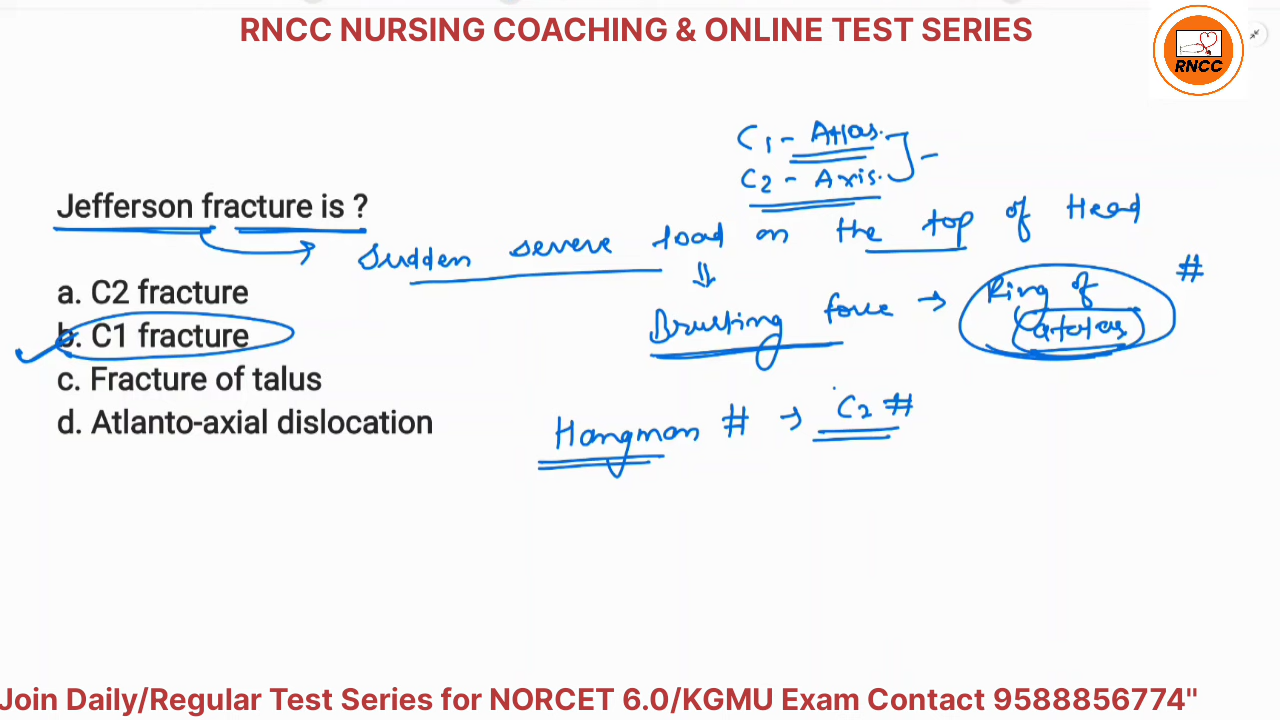 RNCC NURSING COACHING & ONLINE TEST SERIES
RNCC
C1 - Atlas.
C2 - Axis.
Jefferson fracture is ?
Sudden severe load on the top of Head
a. C2 fracture
b. C1 fracture
c. Fracture of talus
d. Atlanto-axial dislocation
Brusting force → Ring of #
atolas
Hangman # → C2 #
Join Daily/Regular Test Series for NORCET 6.0/KGMU Exam Contact 9588856774"